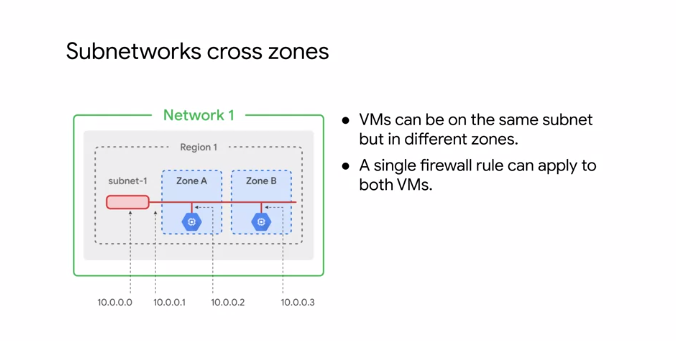 Subnetworks cross zones
Network 1
Region 1
subnet-1
Zone A
Zone B
10.0.0.0
10.0.0.1
10.0.0.2
10.0.0.3
● VMs can be on the same subnet
but in different zones.
● A single firewall rule can apply to
both VMs.